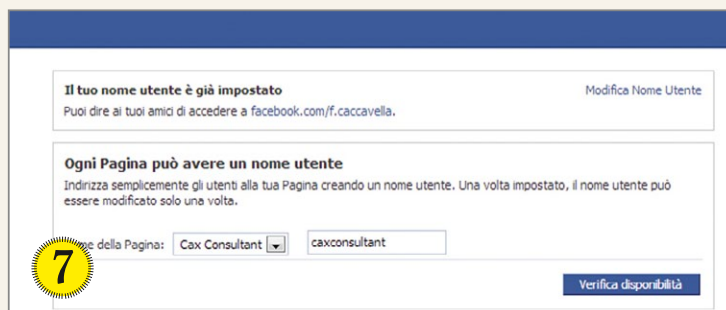 Il tuo nome utente è già impostato
Modifica Nome Utente
Puoi dire ai tuoi amici di accedere a facebook.com/f.caccavella.
Ogni Pagina può avere un nome utente
Indirizza semplicemente gli utenti alla tua Pagina creando un nome utente. Una volta impostato, il nome utente può
essere modificato solo una volta.
della Pagina: Cax Consultant caxconsultant
7
Verifica disponibilità